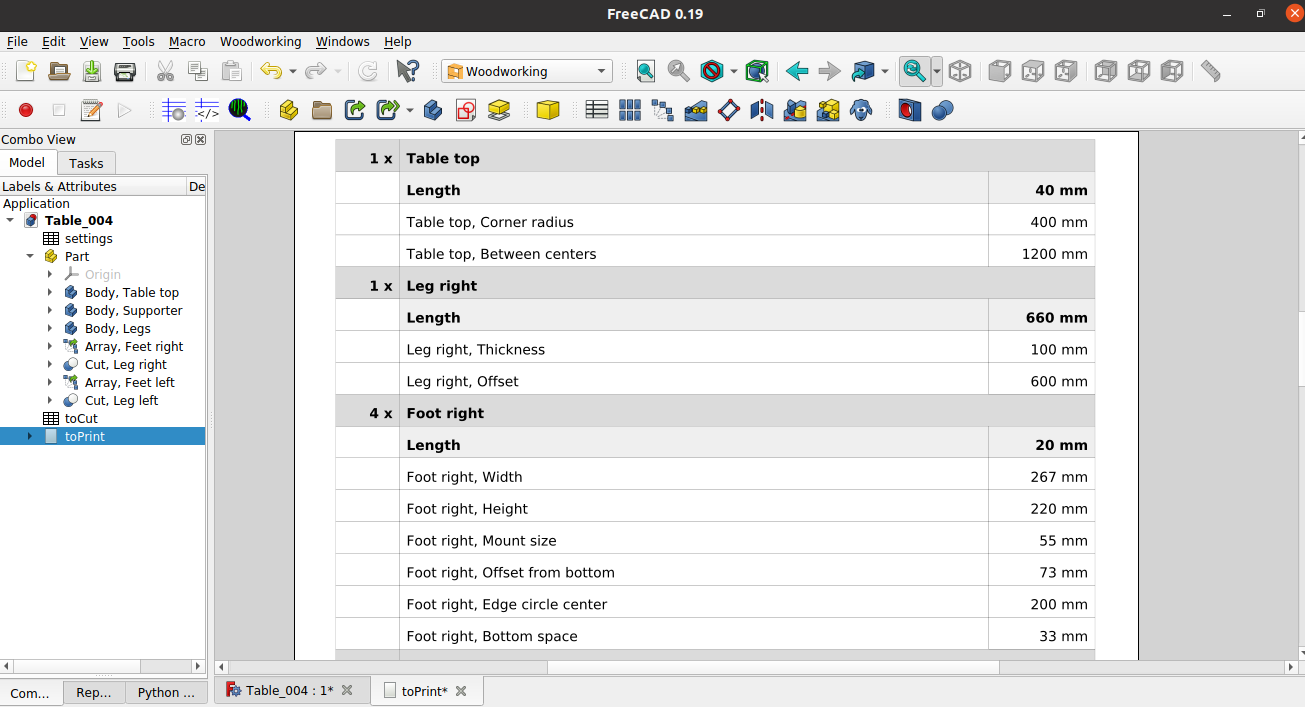 FreeCAD 0.19
File Edit View Tools Macro Woodworking Windows Help
Woodworking
Combo View
Model Tasks
Labels & Attributes De
Application
Table_004
settings
Part
Origin
Body, Table top
Body, Supporter
Body, Legs
Array, Feet right
Cut, Leg right
Array, Feet left
Cut, Leg left
toCut
toPrint
Com... Rep... Python ...
1 x Table top
Length 40 mm
Table top, Corner radius 400 mm
Table top, Between centers 1200 mm
1 x Leg right
Length 660 mm
Leg right, Thickness 100 mm
Leg right, Offset 600 mm
4 x Foot right
Length 20 mm
Foot right, Width 267 mm
Foot right, Height 220 mm
Foot right, Mount size 55 mm
Foot right, Offset from bottom 73 mm
Foot right, Edge circle center 200 mm
Foot right, Bottom space 33 mm
Table_004 : 1* toPrint*